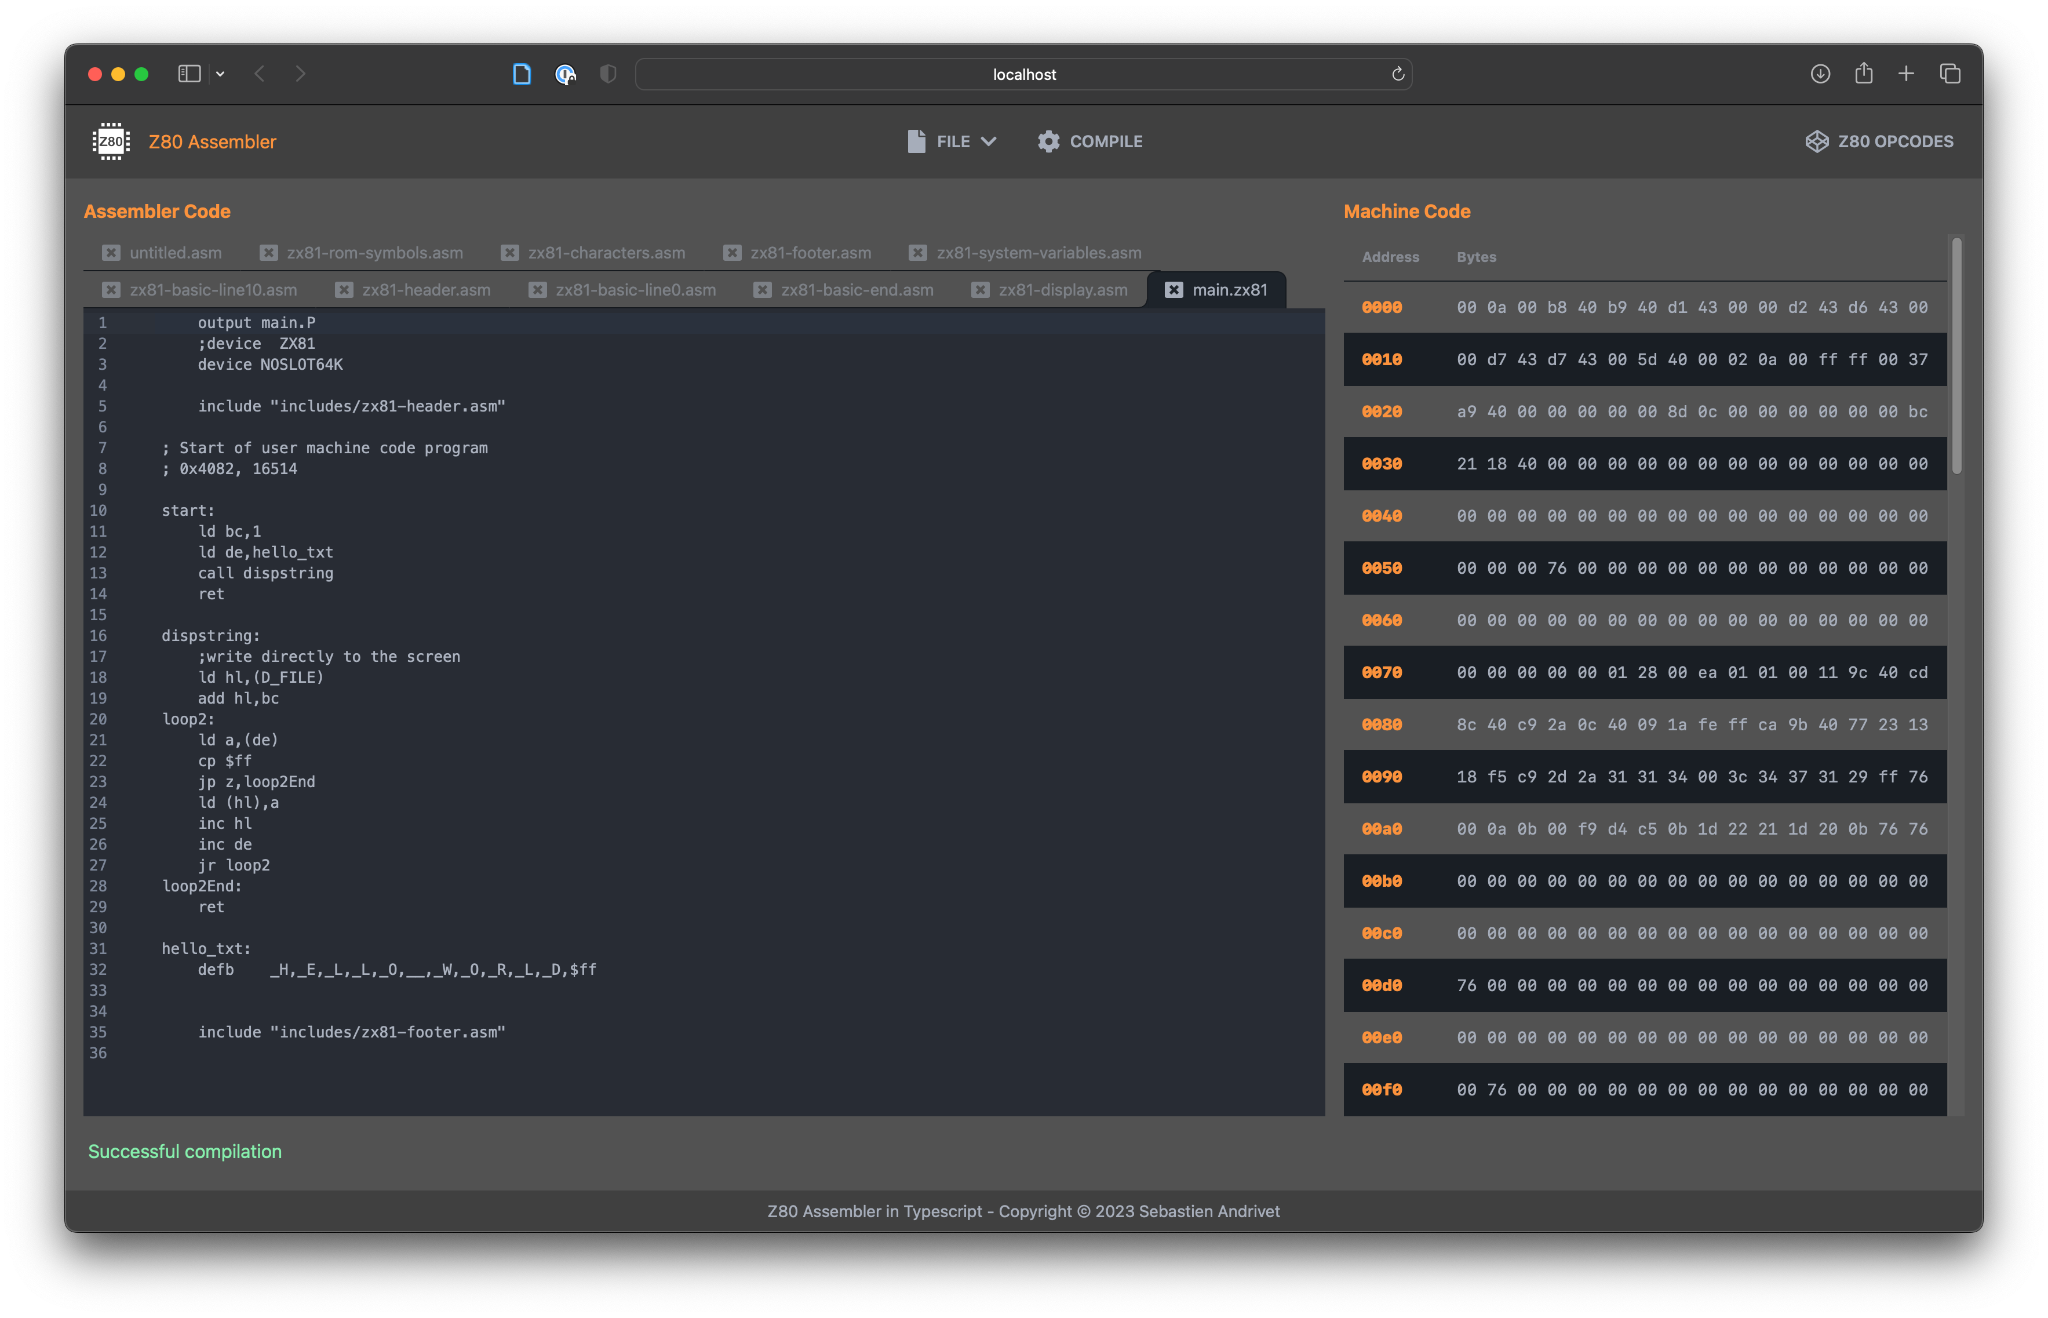 localhost
Z80
Z80 Assembler
FILE
COMPILE
Z80 OPCODES
Assembler Code
untitled.asm
zx81-rom-symbols.asm
zx81-characters.asm
zx81-footer.asm
zx81-system-variables.asm
zx81-basic-line10.asm
zx81-header.asm
zx81-basic-line0.asm
zx81-basic-end.asm
zx81-display.asm
main.zx81
1 output main.P
2 ;device  ZX81
3 device NOSLOT64K
4
5 include "includes/zx81-header.asm"
6
7 ; Start of user machine code program
8 ; 0x4082, 16514
9
10 start:
11 ld bc,1
12 ld de,hello_txt
13 call dispstring
14 ret
15
16 dispstring:
17 ;write directly to the screen
18 ld hl,(D_FILE)
19 add hl,bc
20 loop2:
21 ld a,(de)
22 cp $ff
23 jp z,loop2End
24 ld (hl),a
25 inc hl
26 inc de
27 jr loop2
28 loop2End:
29 ret
30
31 hello_txt:
32 defb    _H,_E,_L,_L,_O,__,_W,_O,_R,_L,_D,$ff
33
34
35 include "includes/zx81-footer.asm"
36
Machine Code
Address Bytes
0000 00 0a 00 b8 40 b9 40 d1 43 00 00 d2 43 d6 43 00
0010 00 d7 43 d7 43 00 5d 40 00 02 0a 00 ff ff 00 37
0020 a9 40 00 00 00 00 00 8d 0c 00 00 00 00 00 00 bc
0030 21 18 40 00 00 00 00 00 00 00 00 00 00 00 00 00
0040 00 00 00 00 00 00 00 00 00 00 00 00 00 00 00 00
0050 00 00 00 76 00 00 00 00 00 00 00 00 00 00 00 00
0060 00 00 00 00 00 00 00 00 00 00 00 00 00 00 00 00
0070 00 00 00 00 00 01 28 00 ea 01 01 00 11 9c 40 cd
0080 8c 40 c9 2a 0c 40 09 1a fe ff ca 9b 40 77 23 13
0090 18 f5 c9 2d 2a 31 31 34 00 3c 34 37 31 29 ff 76
00a0 00 0a 0b 00 f9 d4 c5 0b 1d 22 21 1d 20 0b 76 76
00b0 00 00 00 00 00 00 00 00 00 00 00 00 00 00 00 00
00c0 00 00 00 00 00 00 00 00 00 00 00 00 00 00 00 00
00d0 76 00 00 00 00 00 00 00 00 00 00 00 00 00 00 00
00e0 00 00 00 00 00 00 00 00 00 00 00 00 00 00 00 00
00f0 00 76 00 00 00 00 00 00 00 00 00 00 00 00 00 00
Successful compilation
Z80 Assembler in Typescript - Copyright © 2023 Sebastien Andrivet